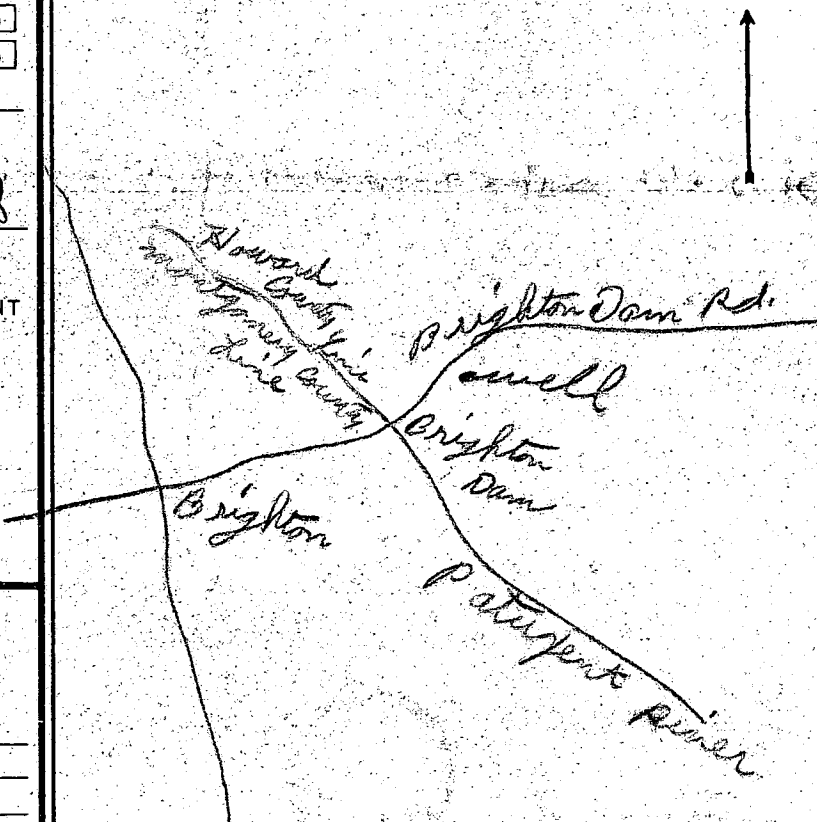 Howard
County Line
Montgomery County
Line
Brighton Dam Rd.
well
Brighton
Dam
Brighton
Patuxent River